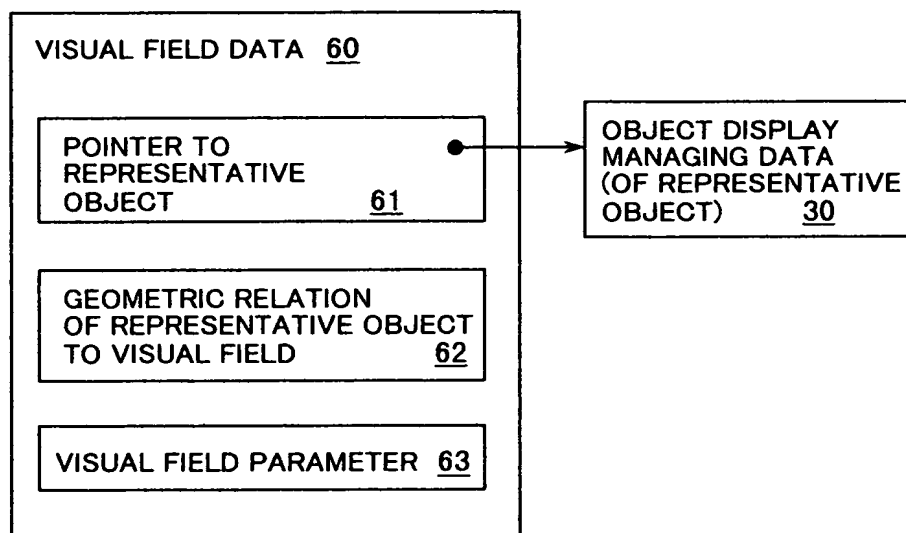 VISUAL FIELD DATA 60
POINTER TO
REPRESENTATIVE
OBJECT 61
OBJECT DISPLAY
MANAGING DATA
(OF REPRESENTATIVE
OBJECT) 30
GEOMETRIC RELATION
OF REPRESENTATIVE OBJECT
TO VISUAL FIELD 62
VISUAL FIELD PARAMETER 63